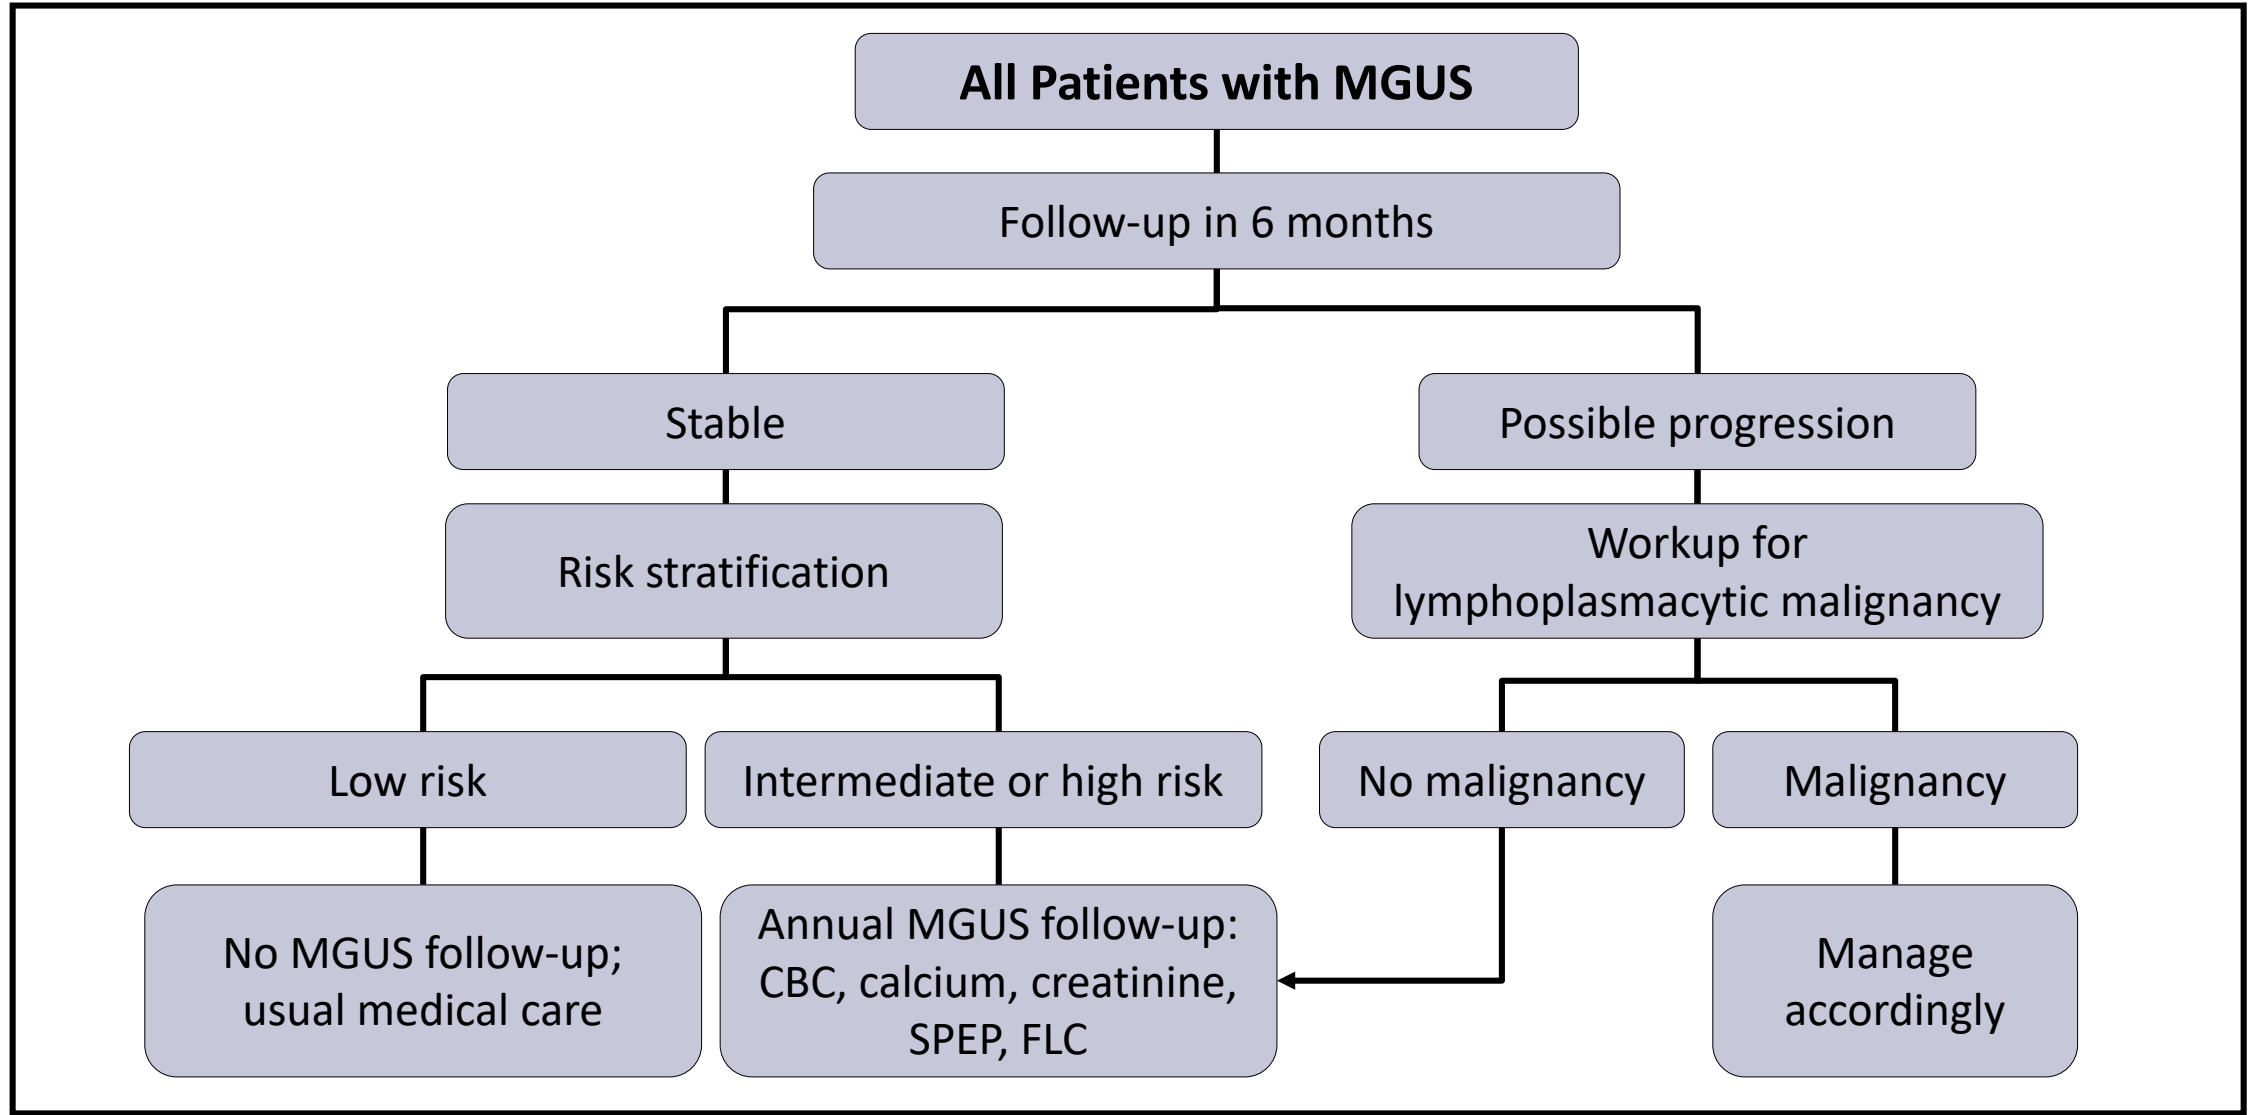 All Patients with MGUS
Follow-up in 6 months
Stable
Possible progression
Risk stratification
Workup for
lymphoplasmacytic malignancy
Low risk
Intermediate or high risk
No malignancy
Malignancy
No MGUS follow-up;
usual medical care
Annual MGUS follow-up:
CBC, calcium, creatinine,
SPEP, FLC
Manage
accordingly